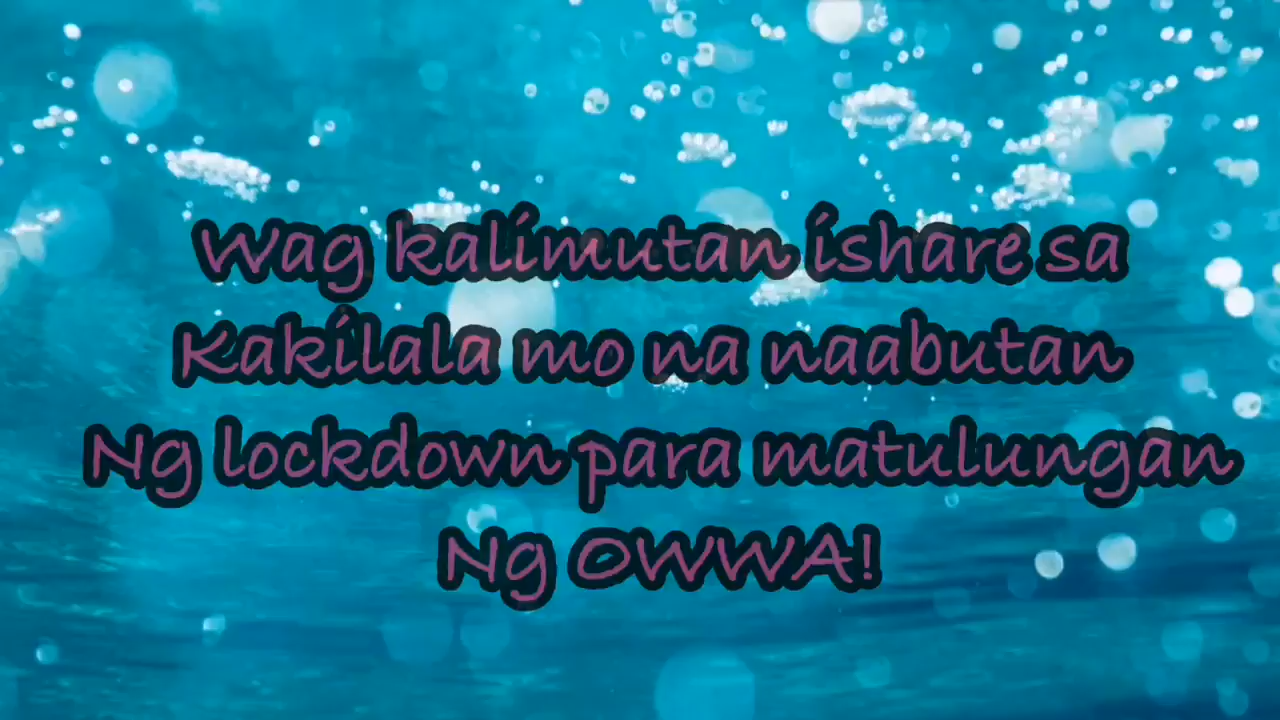 Wag kalimutan ishare sa
Kakilala mo na naabutan
Ng lockdown para matulungan
Ng OWWA!